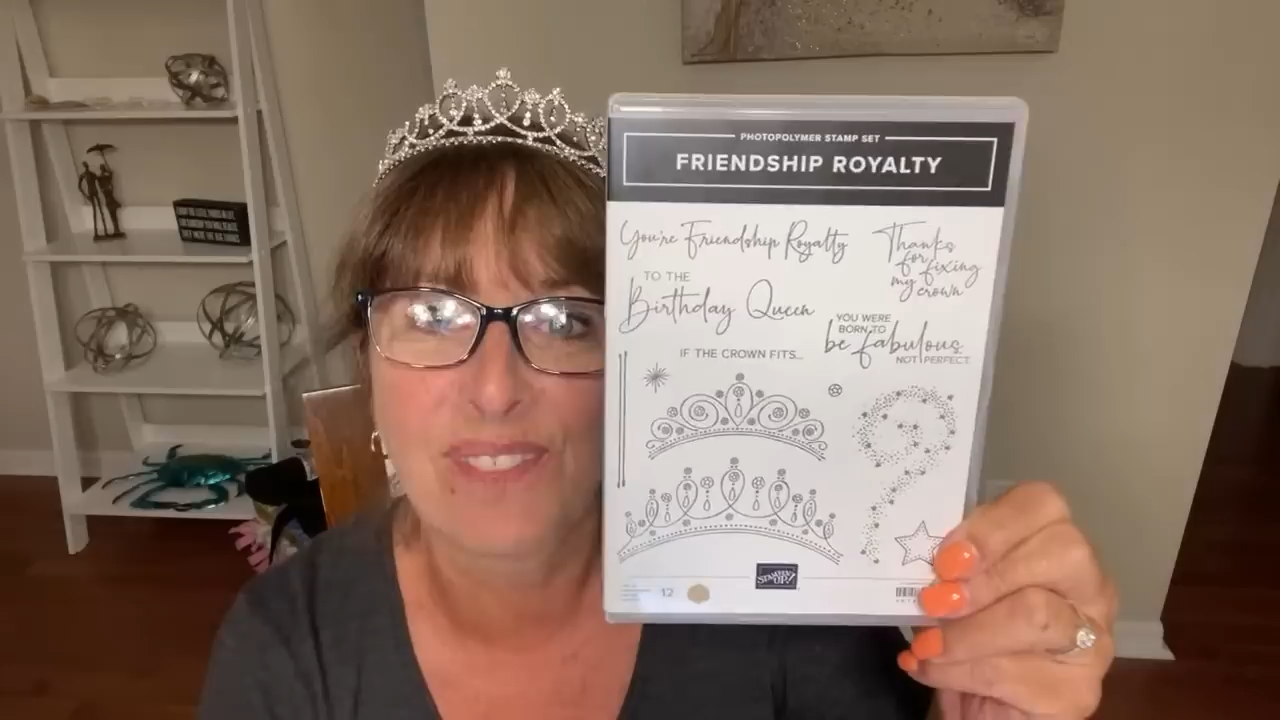 PHOTOPOLYMER STAMP SET
FRIENDSHIP ROYALTY
You're Friendship Royalty
Thanks
for fixing
my crown
TO THE
Birthday Queen
YOU WERE
BORN TO
be fabulous
NOT PERFECT.
IF THE CROWN FITS...
STAMPIN' UP!
12